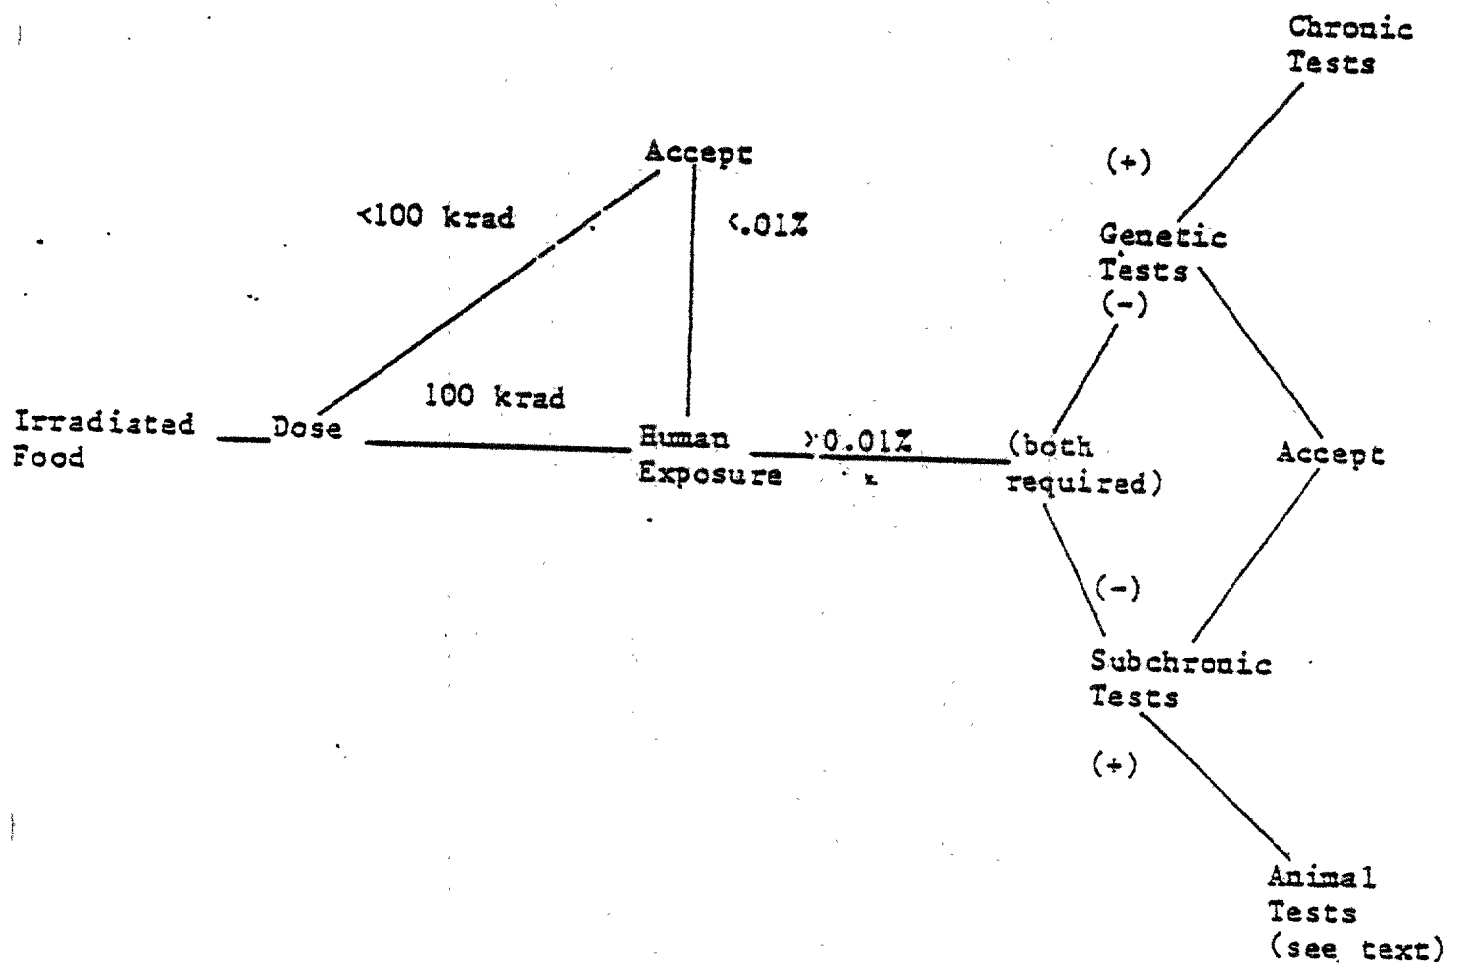 Chronic
Tests
Accept
(+)
<100 krad
<.01%
Genetic
Tests
(-)
100 krad
Irradiated
Food
Dose
Human
Exposure
>0.01%
(both
required)
Accept
(-)
Subchronic
Tests
(+)
Animal
Tests
(see text)